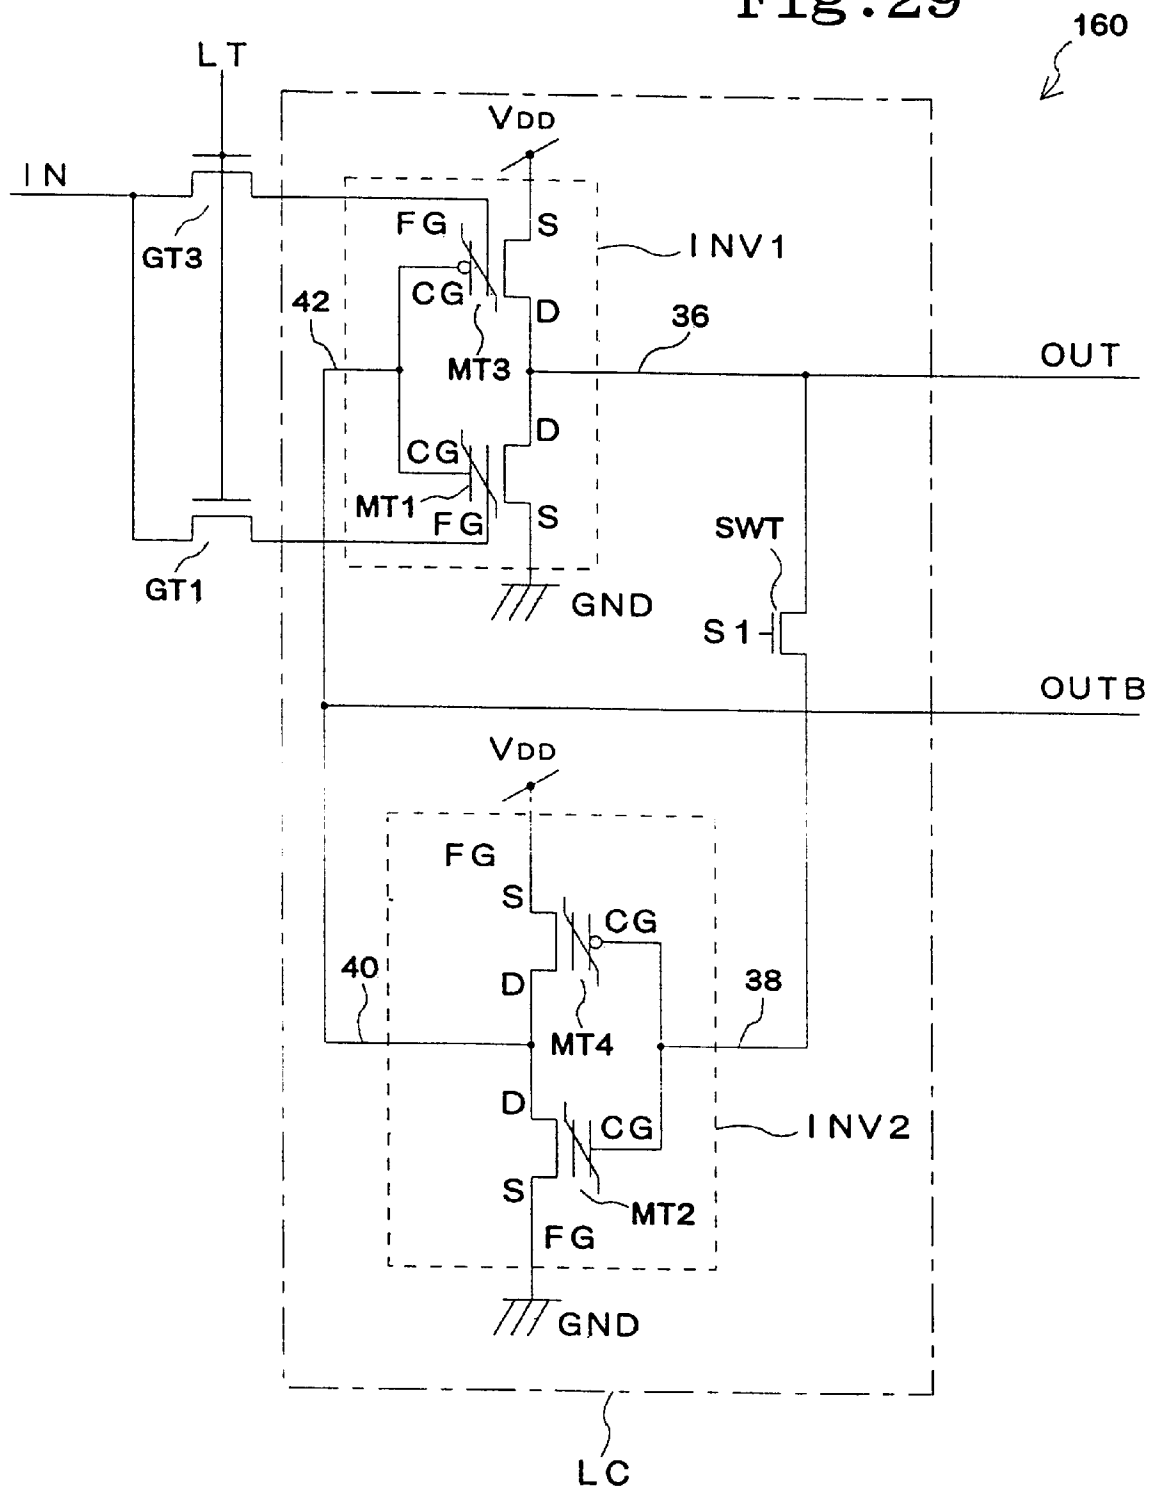 Fig.29
160
LT
VDD
IN
FG
S
INV1
GT3
CG
42
D
36
MT3
OUT
D
CG
MT1
FG
S
SWT
GT1
GND
S1
OUTB
VDD
FG
S
CG
40
D
38
MT4
D
CG
INV2
S
MT2
FG
GND
LC